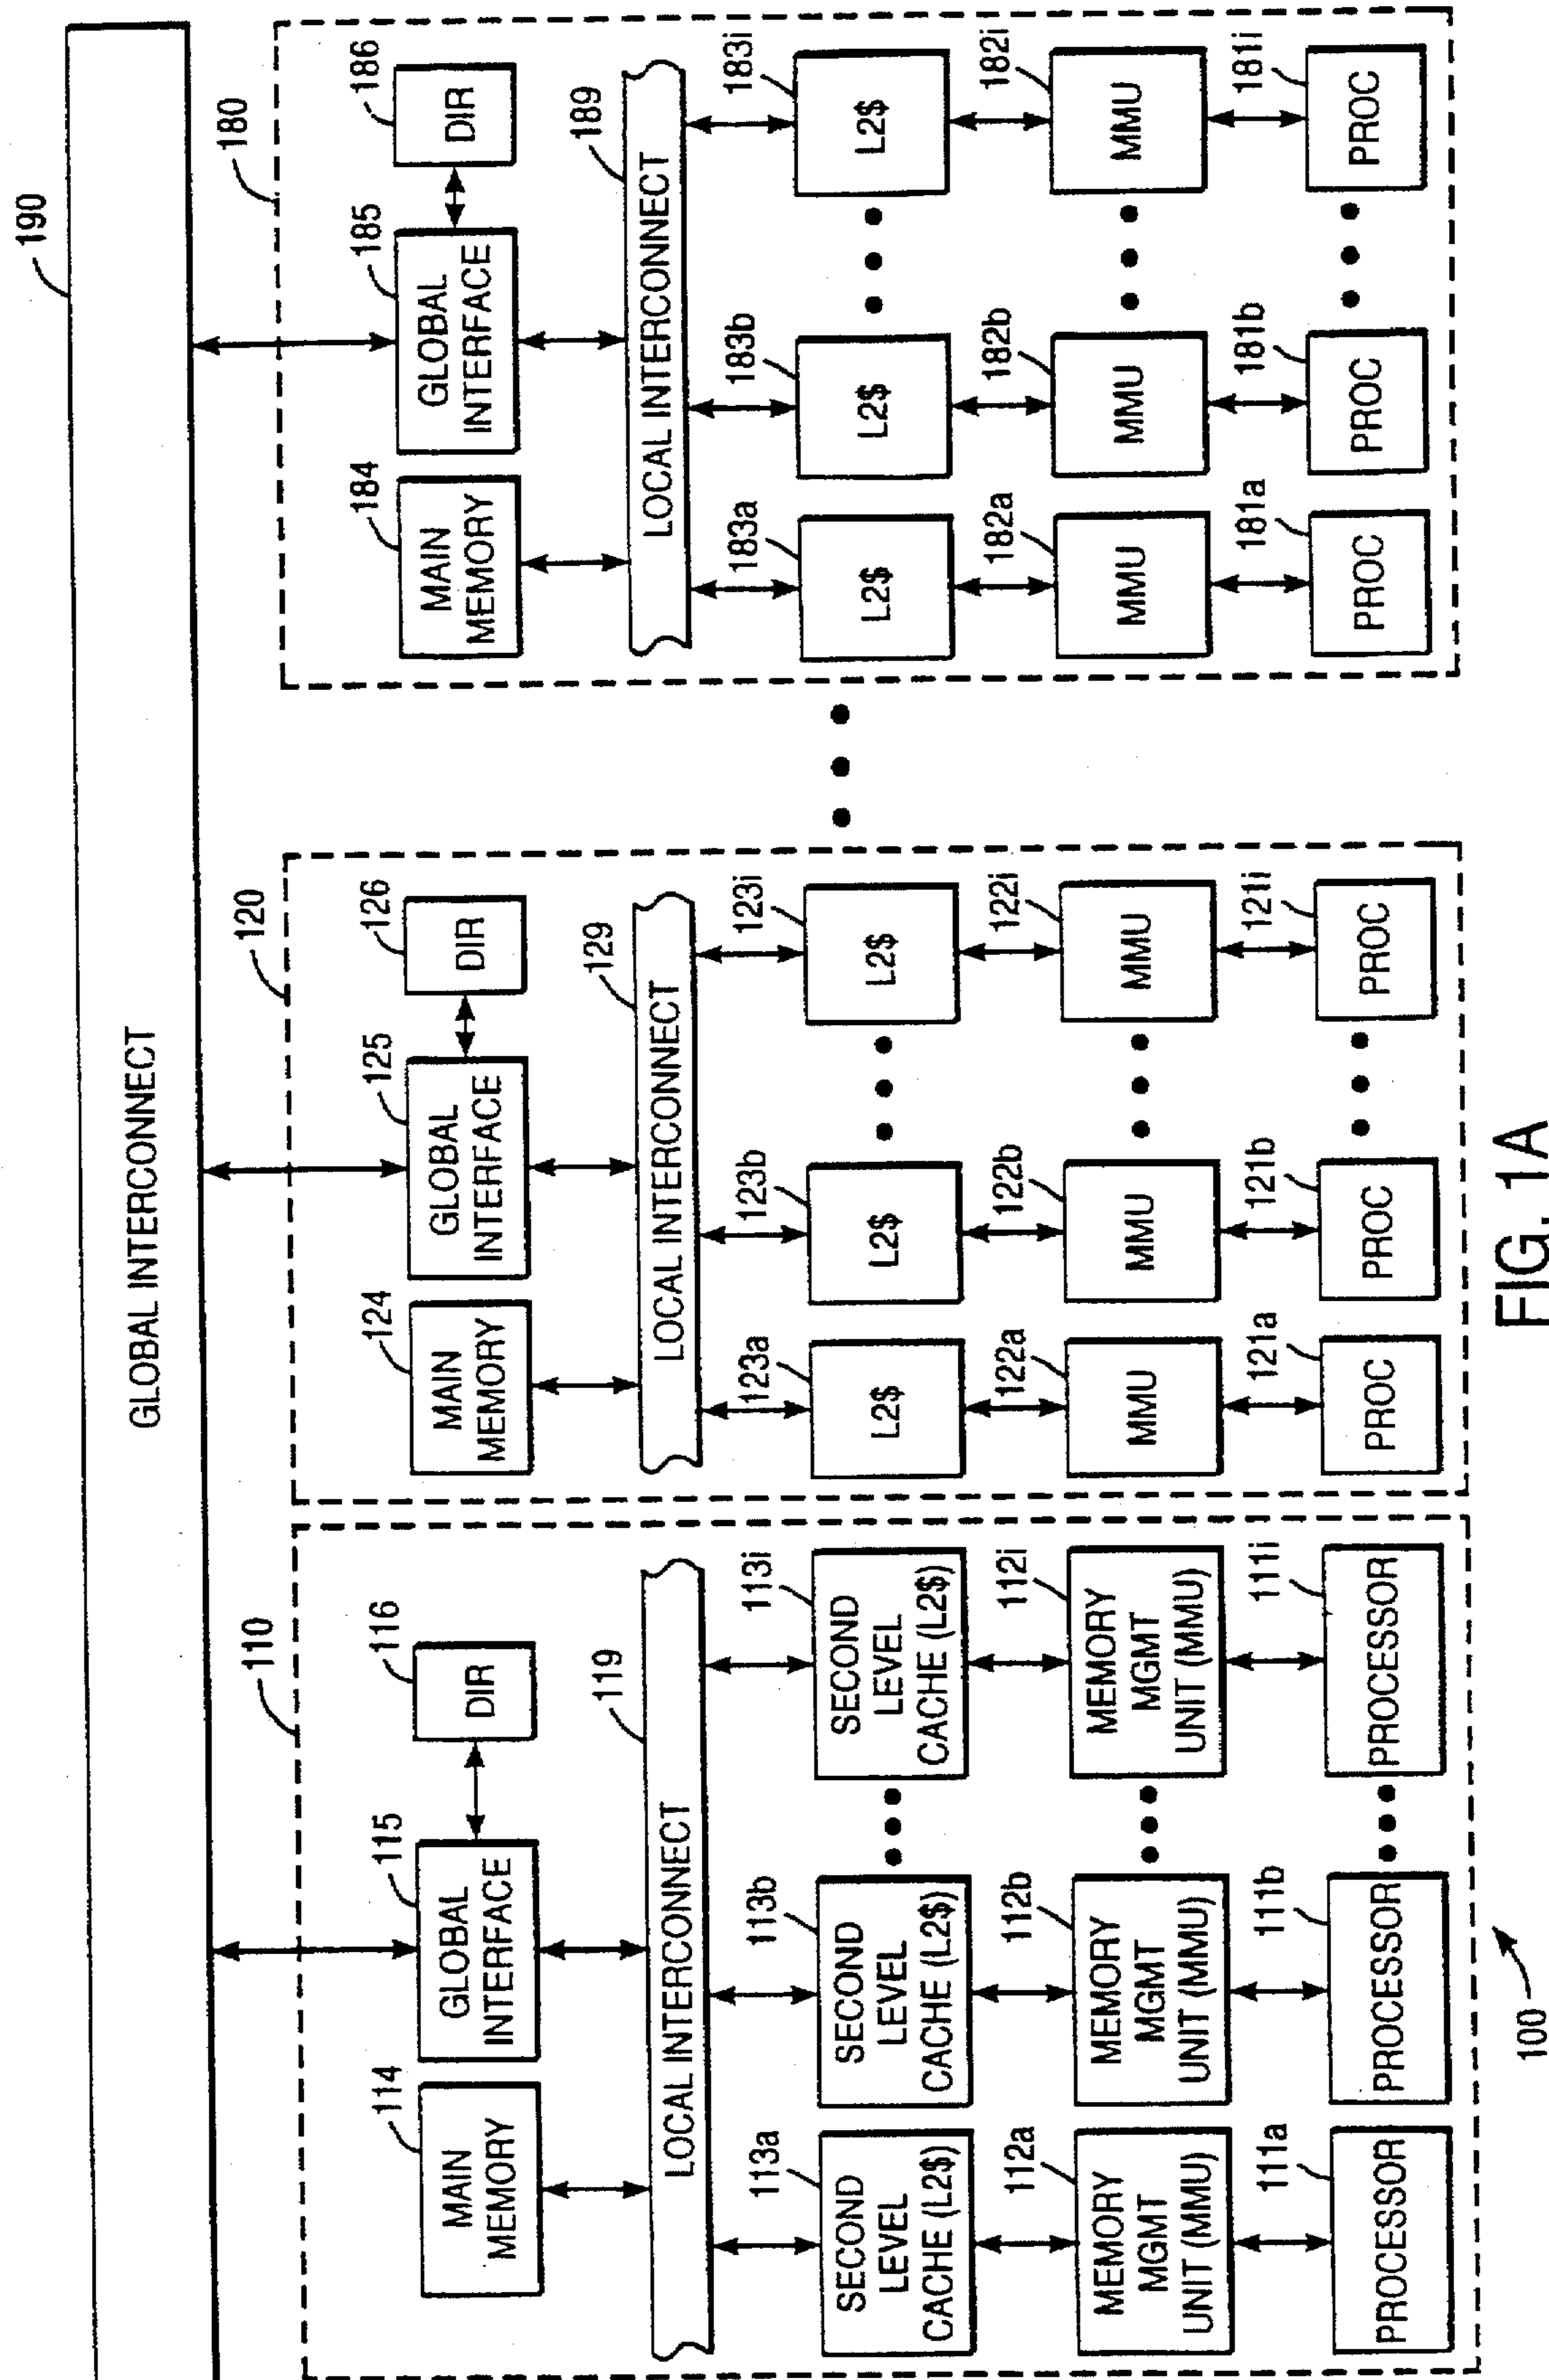 190
GLOBAL INTERCONNECT
110
114
115
116
MAIN
MEMORY
GLOBAL
INTERFACE
DIR
119
LOCAL INTERCONNECT
113a
113b
113i
SECOND
LEVEL
CACHE (L2$)
SECOND
LEVEL
CACHE (L2$)
SECOND
LEVEL
CACHE (L2$)
112a
112b
112i
MEMORY
MGMT
UNIT (MMU)
MEMORY
MGMT
UNIT (MMU)
MEMORY
MGMT
UNIT (MMU)
111a
111b
111i
PROCESSOR
PROCESSOR
PROCESSOR
120
124
125
126
MAIN
MEMORY
GLOBAL
INTERFACE
DIR
129
LOCAL INTERCONNECT
123a
123b
123i
L2$
L2$
L2$
122a
122b
122i
MMU
MMU
MMU
121a
121b
121i
PROC
PROC
PROC
180
184
185
186
MAIN
MEMORY
GLOBAL
INTERFACE
DIR
189
LOCAL INTERCONNECT
183a
183b
183i
L2$
L2$
L2$
182a
182b
182i
MMU
MMU
MMU
181a
181b
181i
PROC
PROC
PROC
100
FIG. 1A